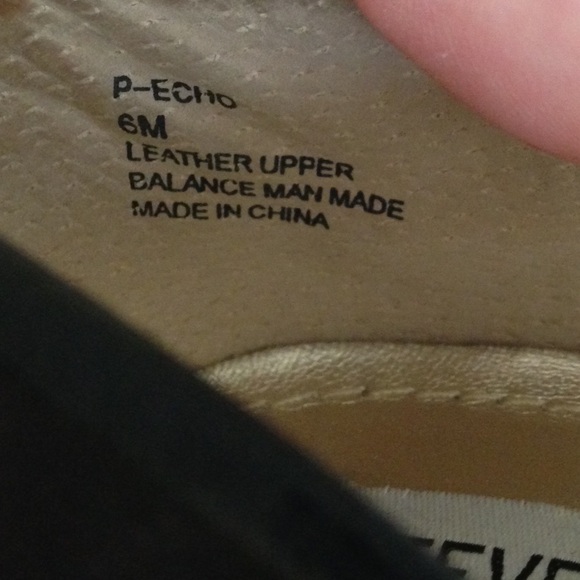 P-ECHO
6M
LEATHER UPPER
BALANCE MAN MADE
MADE IN CHINA